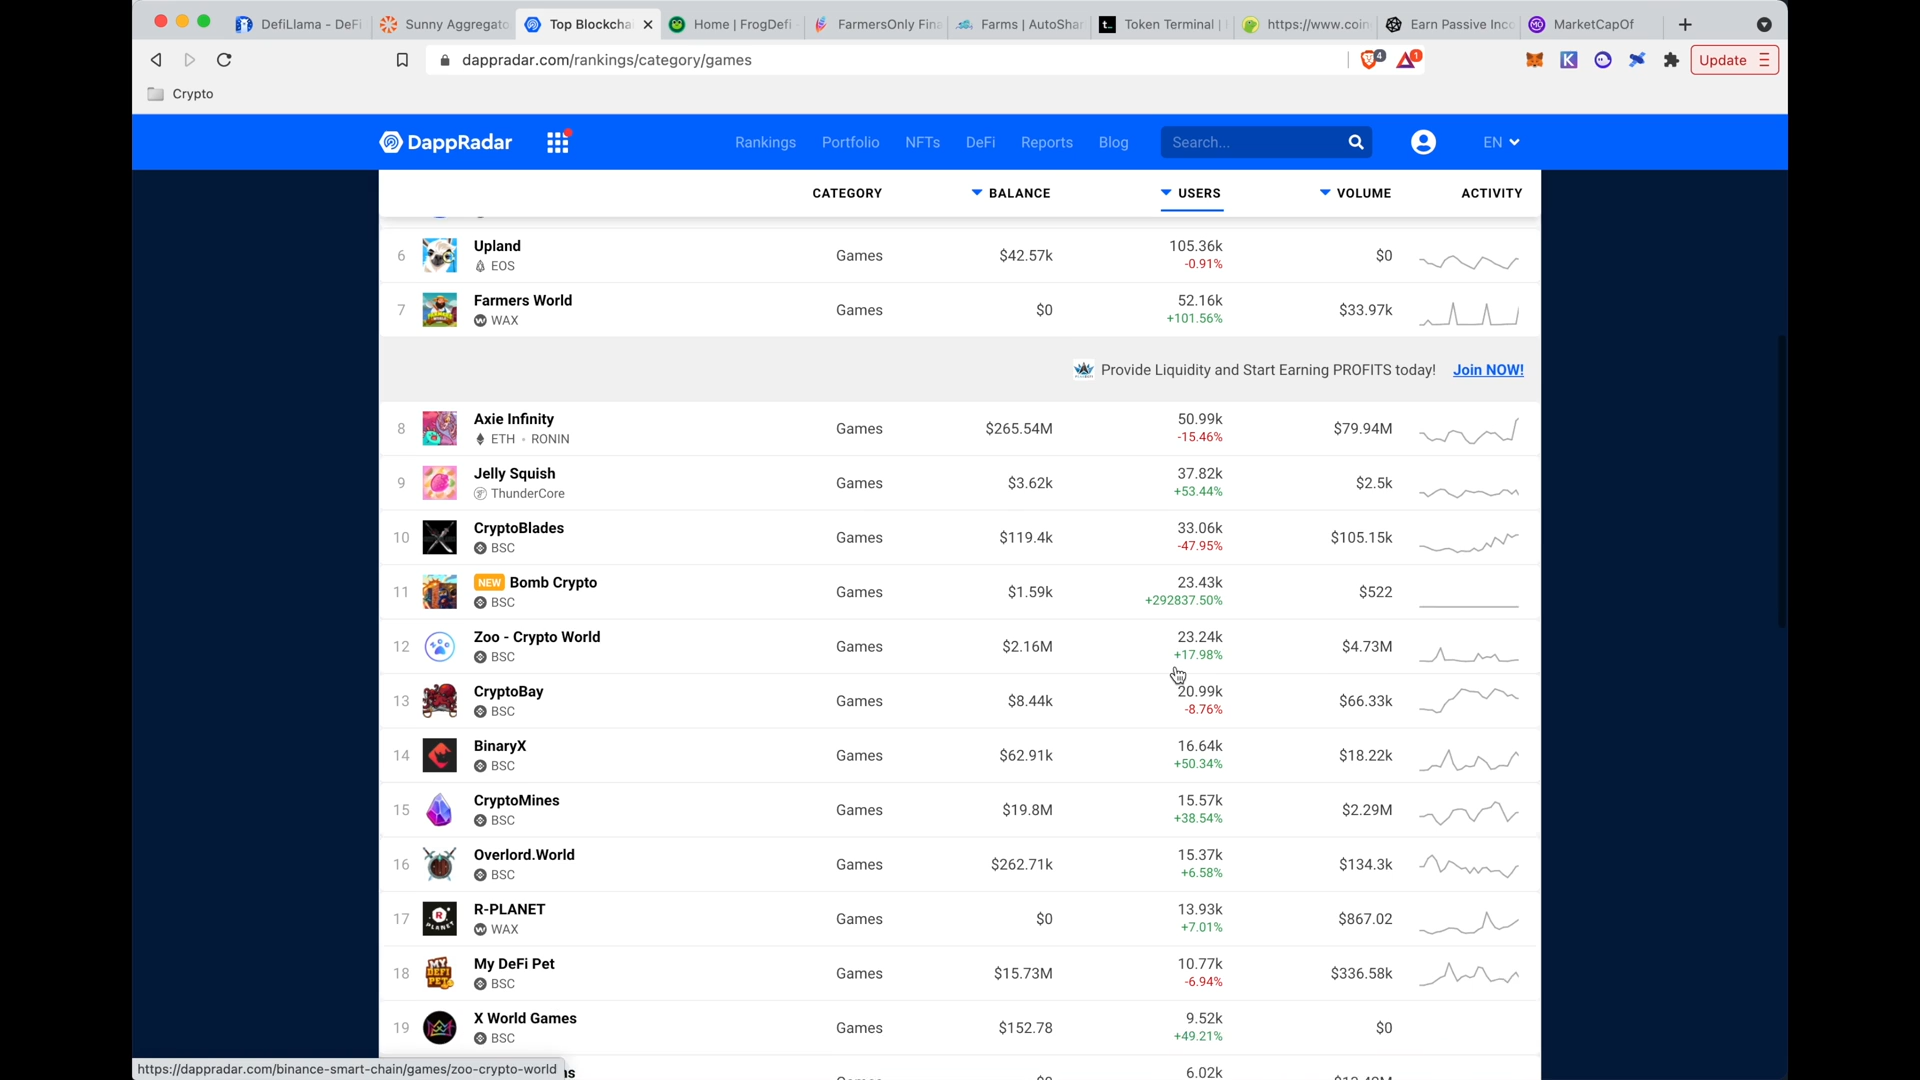 DefiLlama - DeFi
Sunny Aggregato
Top Blockcha
Home | FrogDefi
FarmersOnly Fina
Farms | AutoShar
Token Terminal |
https://www.coin
Earn Passive Inco
MarketCapOf
dappradar.com/rankings/category/games
4
1
Update
Crypto
DappRadar
Rankings
Portfolio
NFTs
DeFi
Reports
Blog
Search...
EN
CATEGORY
BALANCE
USERS
VOLUME
ACTIVITY
6 Upland Games $42.57k 105.36k $0
EOS -0.91%
7 Farmers World Games $0 52.16k $33.97k
WAX +101.56%
Provide Liquidity and Start Earning PROFITS today! Join NOW!
8 Axie Infinity Games $265.54M 50.99k $79.94M
ETH • RONIN -15.46%
9 Jelly Squish Games $3.62k 37.82k $2.5k
ThunderCore +53.44%
10 CryptoBlades Games $119.4k 33.06k $105.15k
BSC -47.95%
11 NEW Bomb Crypto Games $1.59k 23.43k $522
BSC +292837.50%
12 Zoo - Crypto World Games $2.16M 23.24k $4.73M
BSC +17.98%
13 CryptoBay Games $8.44k 20.99k $66.33k
BSC -8.76%
14 BinaryX Games $62.91k 16.64k $18.22k
BSC +50.34%
15 CryptoMines Games $19.8M 15.57k $2.29M
BSC +38.54%
16 Overlord.World Games $262.71k 15.37k $134.3k
BSC +6.58%
17 R-PLANET Games $0 13.93k $867.02
WAX +7.01%
18 My DeFi Pet Games $15.73M 10.77k $336.58k
BSC -6.94%
19 X World Games Games $152.78 9.52k $0
BSC +49.21%
6.02k
https://dappradar.com/binance-smart-chain/games/zoo-crypto-world